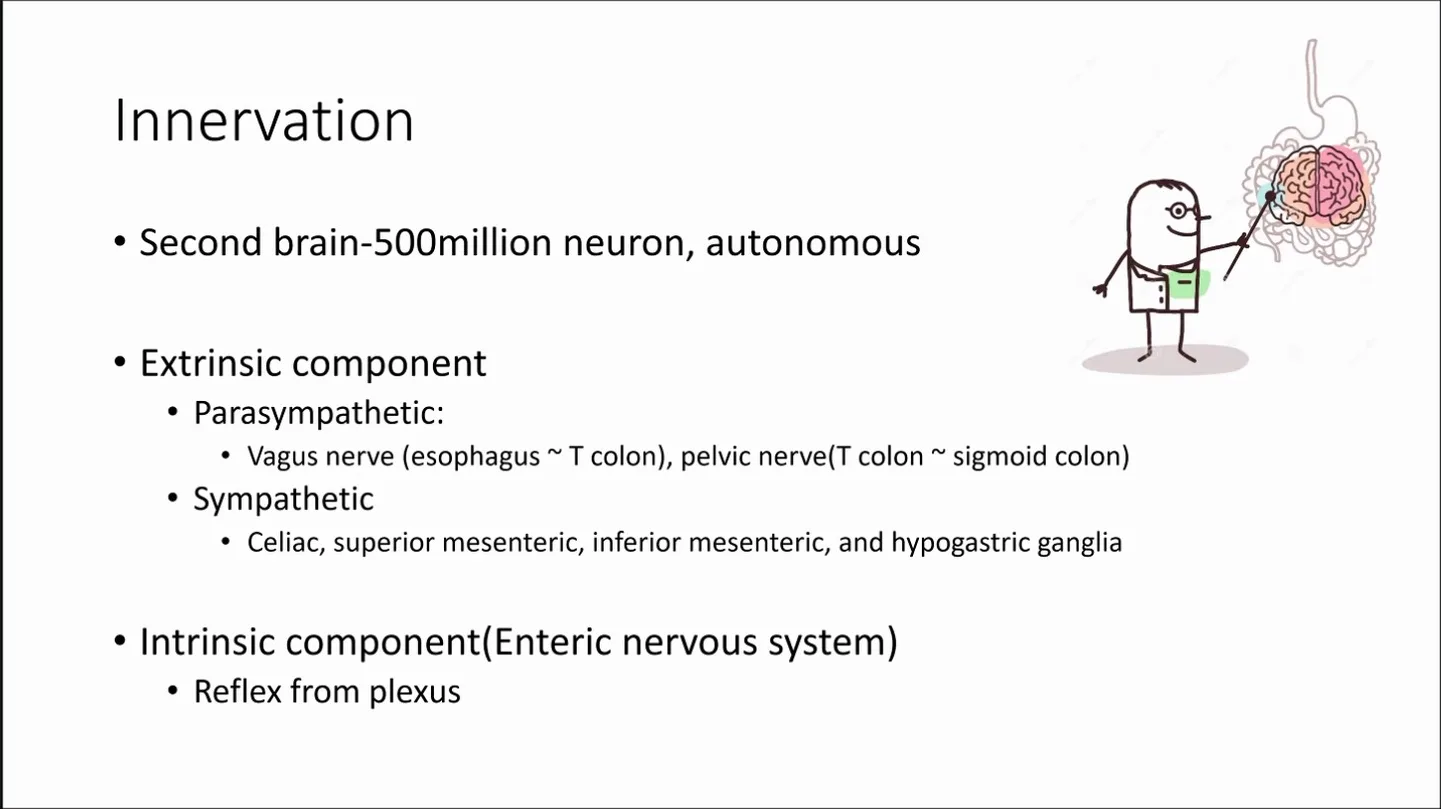 Innervation
• Second brain-500million neuron, autonomous
• Extrinsic component
• Parasympathetic:
• Vagus nerve (esophagus ~ T colon), pelvic nerve(T colon ~ sigmoid colon)
• Sympathetic
• Celiac, superior mesenteric, inferior mesenteric, and hypogastric ganglia
• Intrinsic component(Enteric nervous system)
• Reflex from plexus